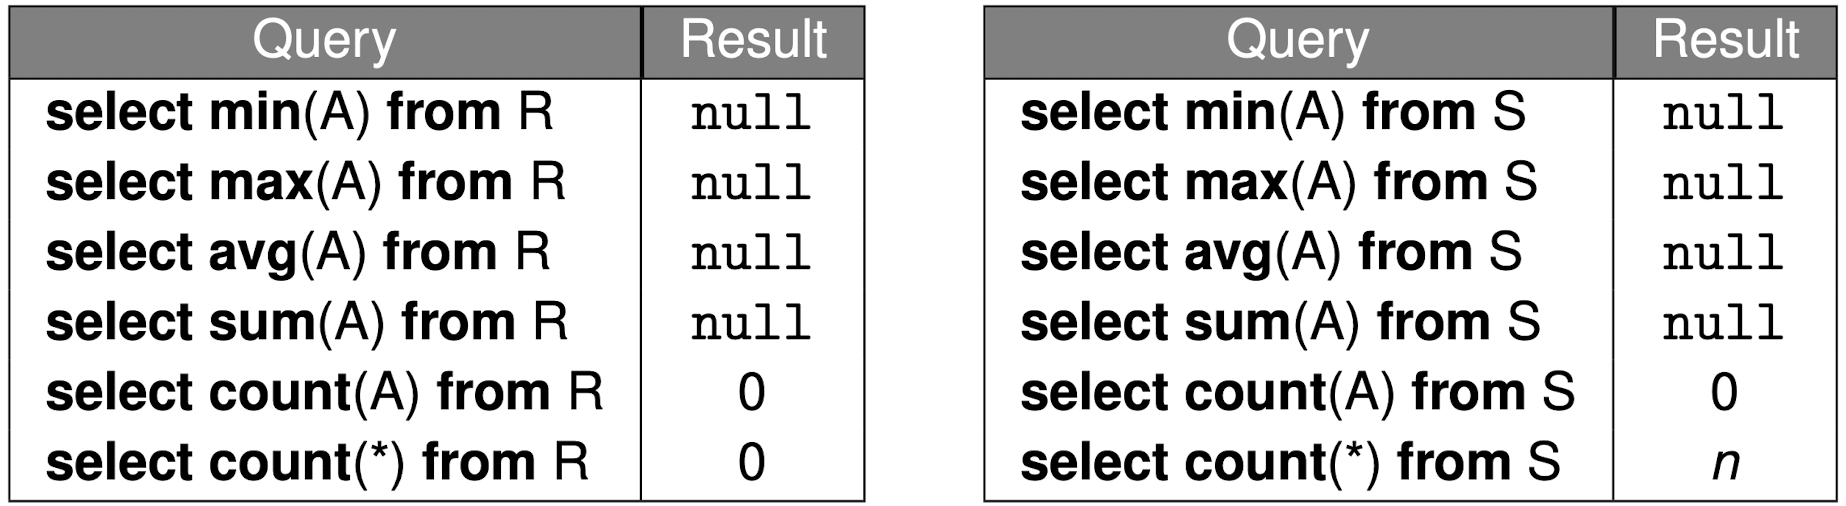 Query Result
select min(A) from R null
select max(A) from R null
select avg(A) from R null
select sum(A) from R null
select count(A) from R 0
select count(*) from R 0
Query Result
select min(A) from S null
select max(A) from S null
select avg(A) from S null
select sum(A) from S null
select count(A) from S 0
select count(*) from S n